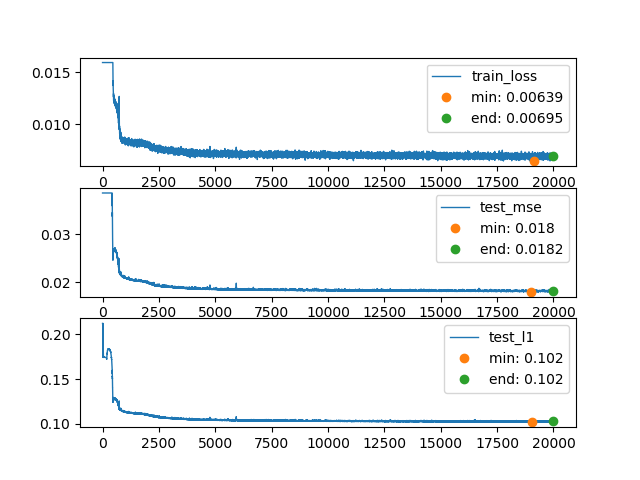 0.015
0.010
train_loss
min: 0.00639
end: 0.00695
0 2500 5000 7500 10000 12500 15000 17500 20000
0.03
0.02
test_mse
min: 0.018
end: 0.0182
0 2500 5000 7500 10000 12500 15000 17500 20000
0.20
0.15
0.10
test_l1
min: 0.102
end: 0.102
0 2500 5000 7500 10000 12500 15000 17500 20000